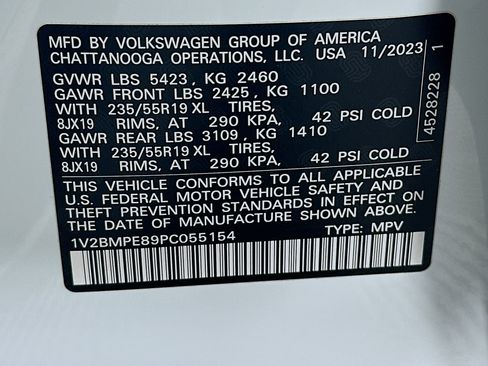 MFD BY VOLKSWAGEN GROUP OF AMERICA
CHATTANOOGA OPERATIONS, LLC. USA 11/2023
GVWR LBS 5423, KG 2460
GAWR FRONT LBS 2425, KG 1100
WITH 235/55R19 XL TIRES,
8JX19 RIMS, AT 290 KPA, 42 PSI COLD
GAWR REAR LBS 3109, KG 1410
WITH 235/55R19 XL TIRES,
8JX19 RIMS, AT 290 KPA, 42 PSI COLD
THIS VEHICLE CONFORMS TO ALL APPLICABLE
U.S. FEDERAL MOTOR VEHICLE SAFETY AND
THEFT PREVENTION STANDARDS IN EFFECT ON
THE DATE OF MANUFACTURE SHOWN ABOVE.
1V2BMPE89PC055154 TYPE: MPV
4528228 1